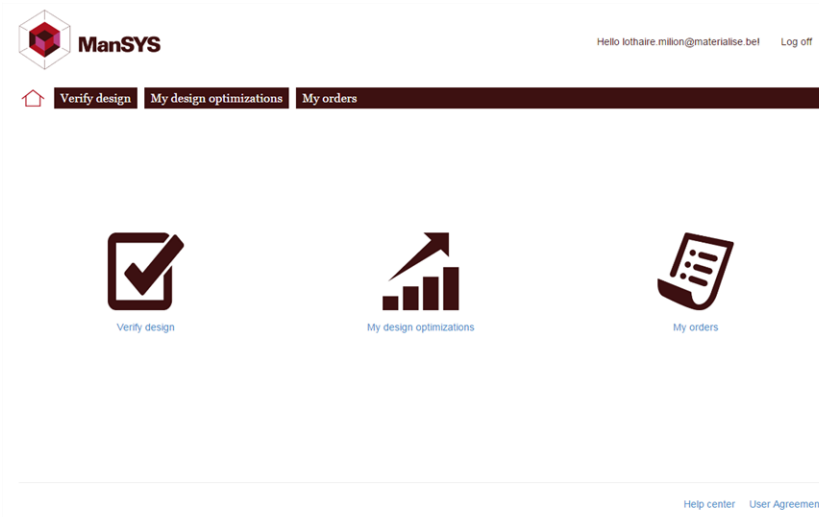 ManSYS
Hello lothaire.milion@materialise.be! Log off
Verify design My design optimizations My orders
Verify design My design optimizations My orders
Help center User Agreemen